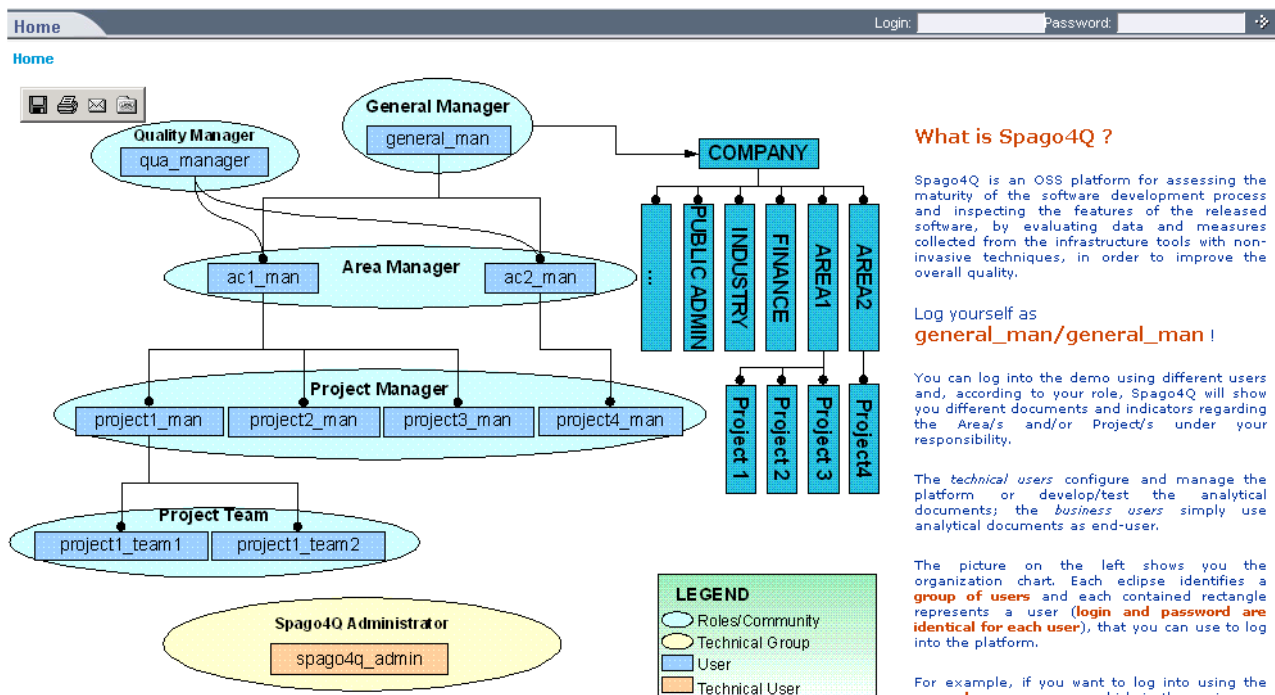 Home
Login:
Password:
Home
General Manager
general_man
Quality Manager
qua_manager
COMPANY
...
PUBLIC ADMIN
INDUSTRY
FINANCE
AREA1
AREA2
Area Manager
ac1_man
ac2_man
Project Manager
project1_man
project2_man
project3_man
project4_man
Project 1
Project 2
Project 3
Project4
Project Team
project1_team1
project1_team2
Spago4Q Administrator
spago4q_admin
LEGEND
Roles/Community
Technical Group
User
Technical User
What is Spago4Q ?
Spago4Q is an OSS platform for assessing the
maturity of the software development process
and inspecting the features of the released
software, by evaluating data and measures
collected from the infrastructure tools with non-
invasive techniques, in order to improve the
overall quality.
Log yourself as
general_man/general_man !
You can log into the demo using different users
and, according to your role, Spago4Q will show
you different documents and indicators regarding
the Area/s and/or Project/s under your
responsibility.
The technical users configure and manage the
platform or develop/test the analytical
documents; the business users simply use
analytical documents as end-user.
The picture on the left shows you the
organization chart. Each eclipse identifies a
group of users and each contained rectangle
represents a user (login and password are
identical for each user), that you can use to log
into the platform.
For example, if you want to log into using the